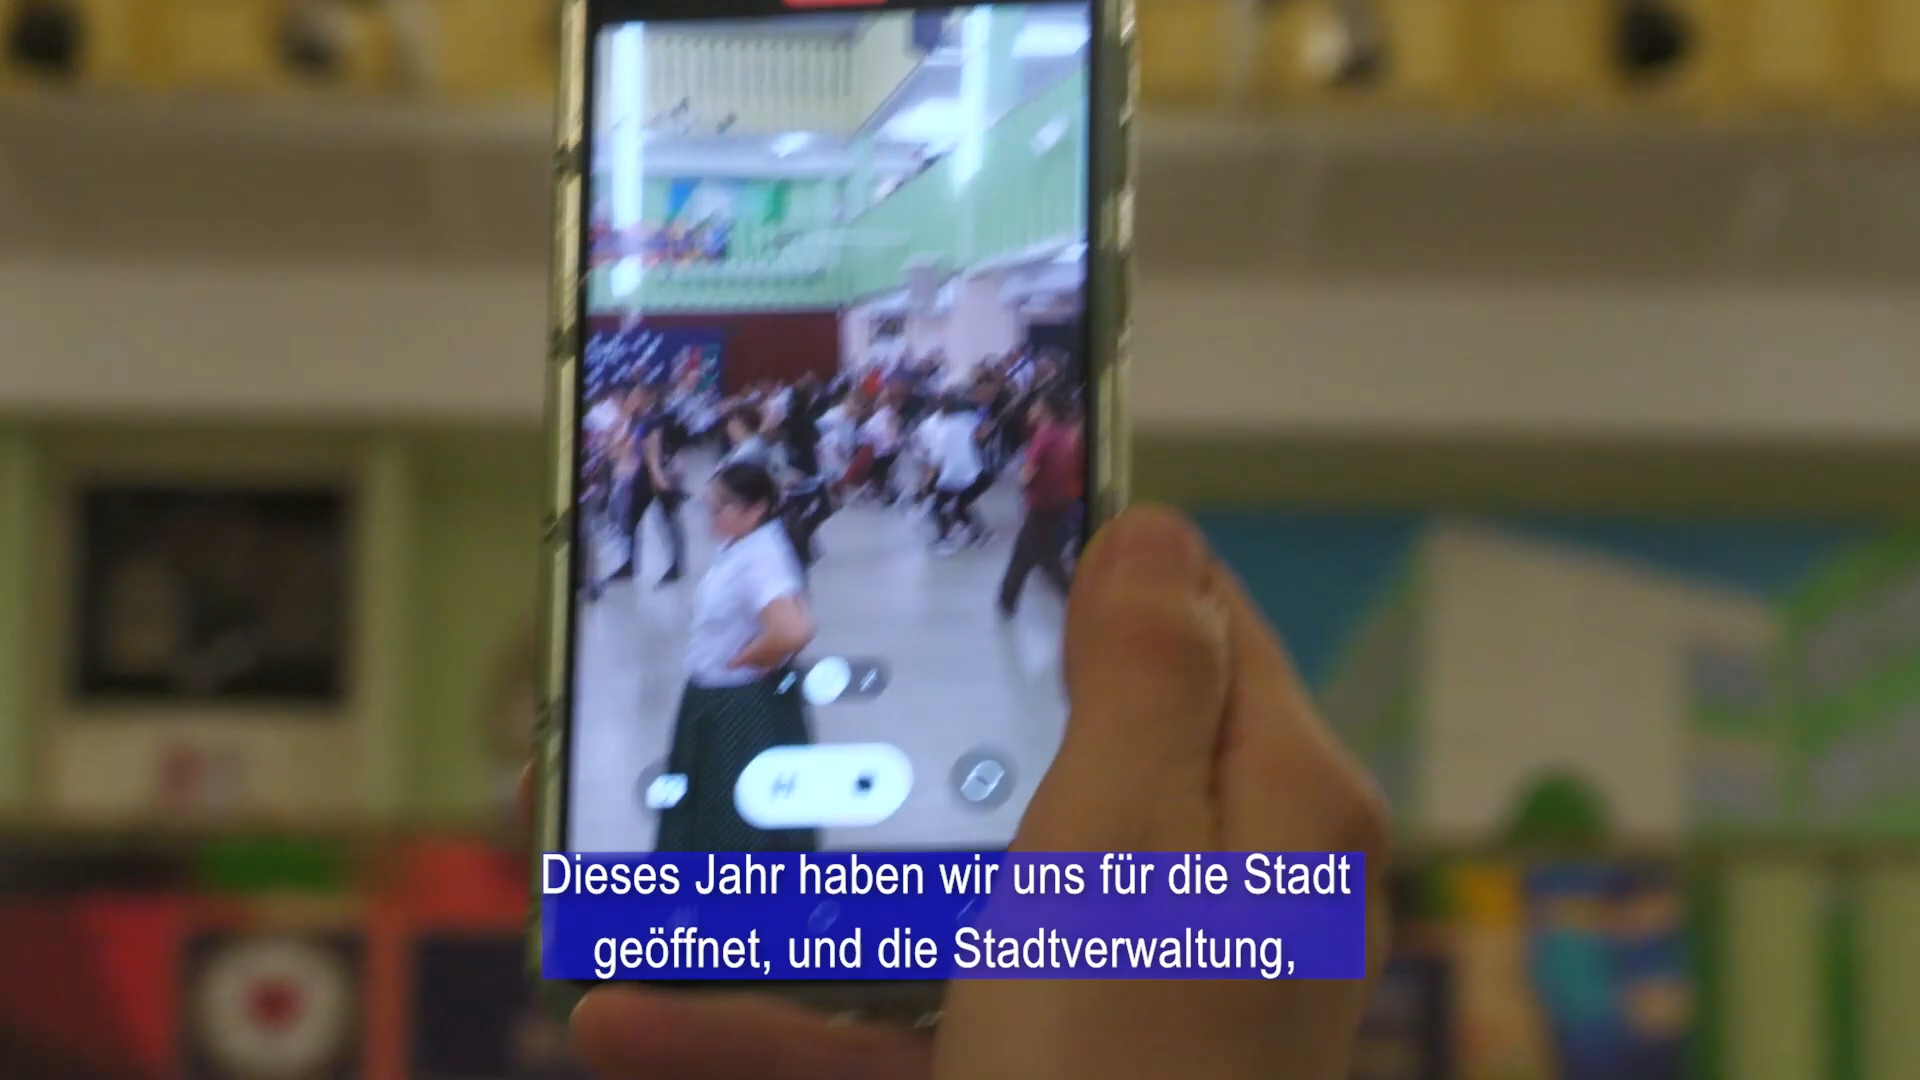 Dieses Jahr haben wir uns für die Stadt
geöffnet, und die Stadtverwaltung,